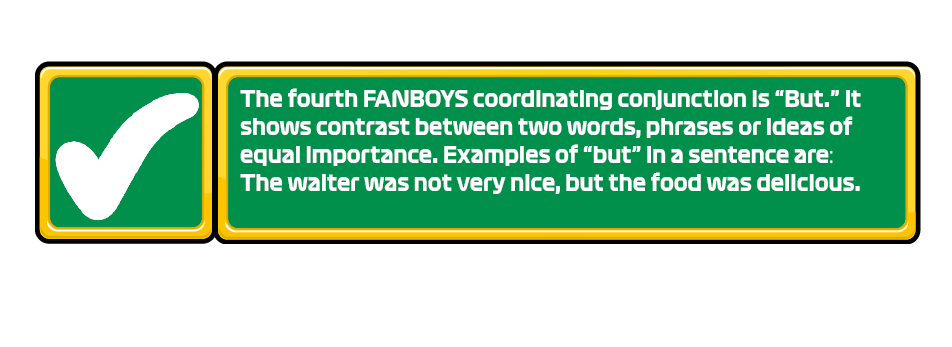 The fourth FANBOYS coordinating conjunction is “But.” It
shows contrast between two words, phrases or ideas of
equal importance. Examples of “but” in a sentence are:
The waiter was not very nice, but the food was delicious.